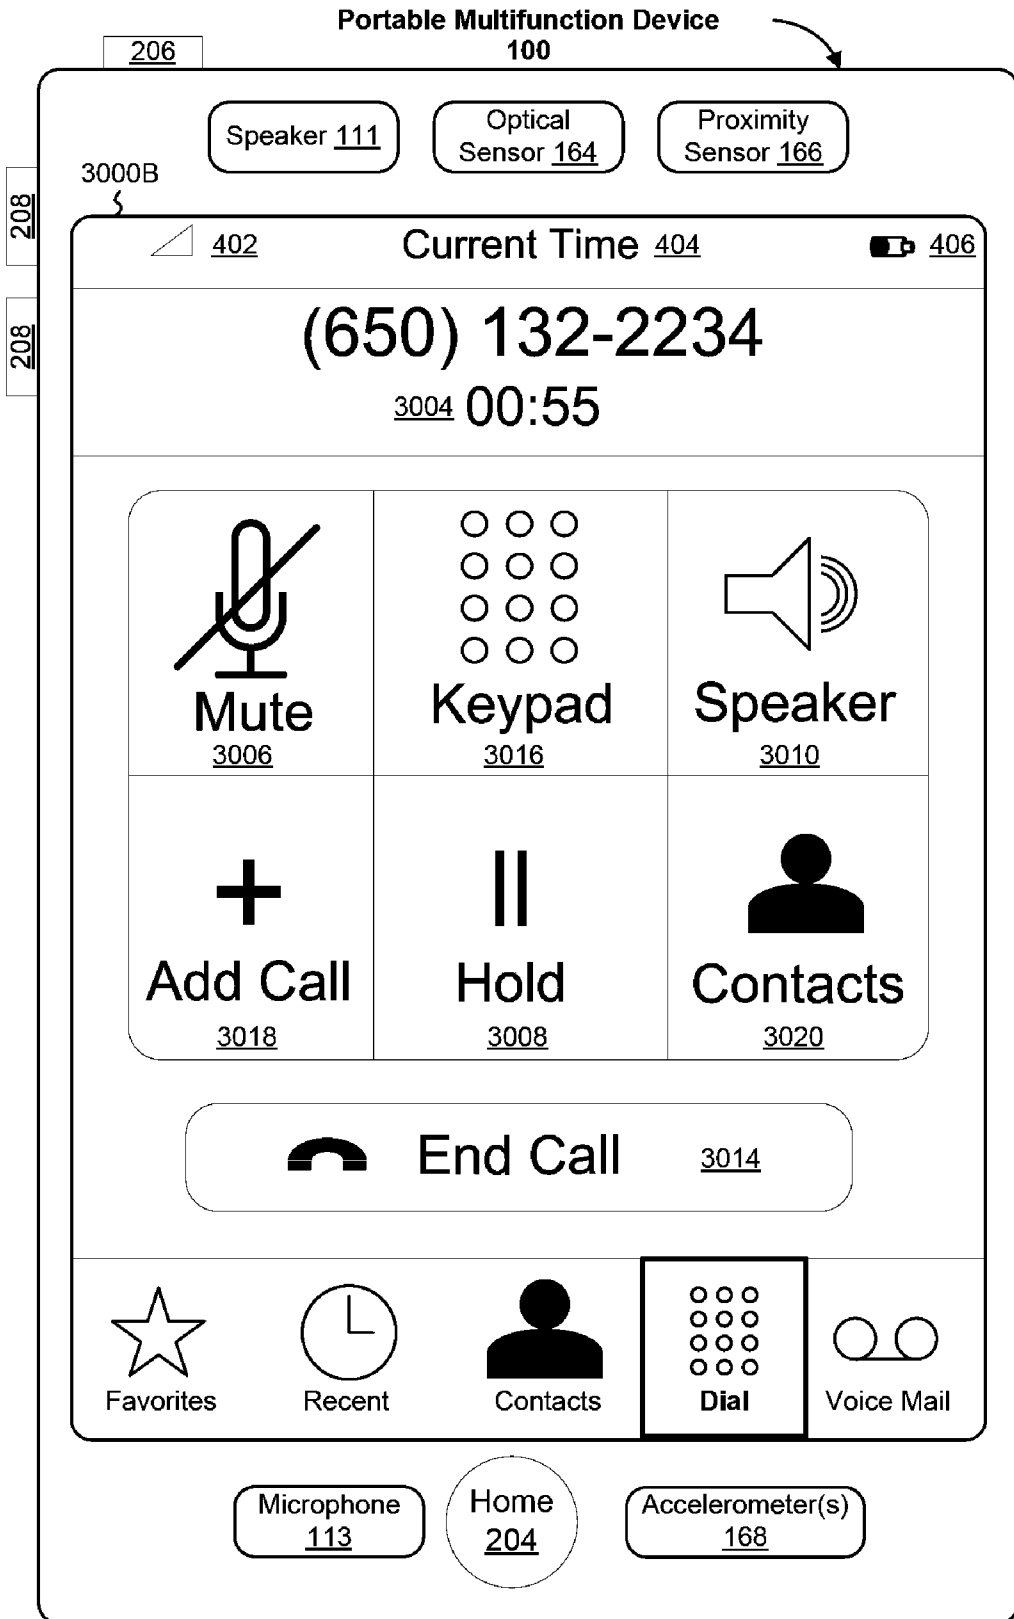 Portable Multifunction Device
100
206
Speaker 111
Optical
Sensor 164
Proximity
Sensor 166
3000B
208
208
402
Current Time 404
406
(650) 132-2234
3004 00:55
Mute
3006
Keypad
3016
Speaker
3010
Add Call
3018
Hold
3008
Contacts
3020
End Call 3014
Favorites
Recent
Contacts
Dial
Voice Mail
Microphone
113
Home
204
Accelerometer(s)
168